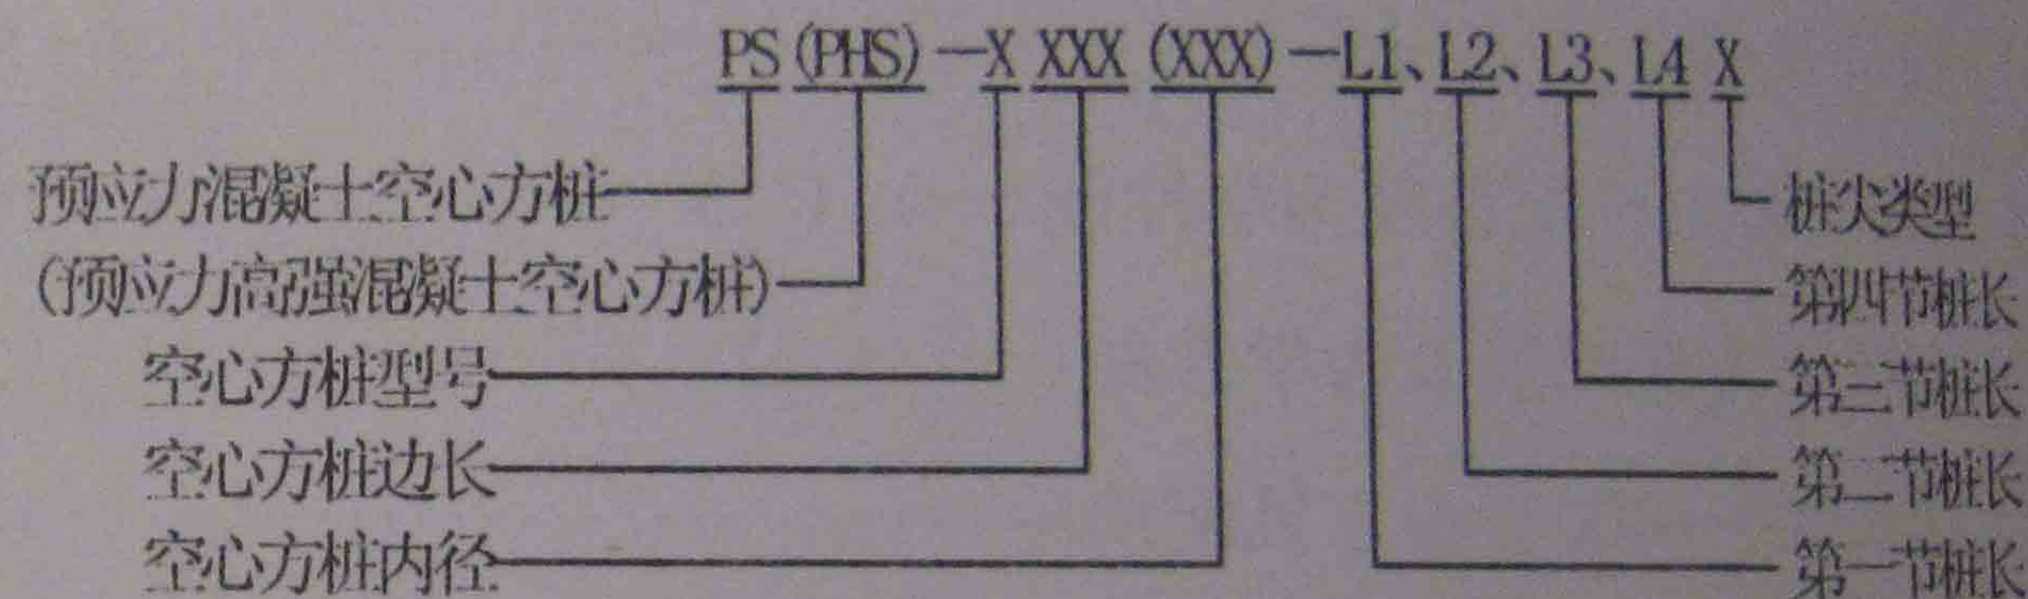 PS(PHS)-X XXX (XXX)-L1、L2、L3、L4 X
预应力混凝土空心方桩
桩尖类型
(预应力高强混凝土空心方桩)
第四节桩长
空心方桩型号
第三节桩长
空心方桩边长
第二节桩长
空心方桩内径
第一节桩长